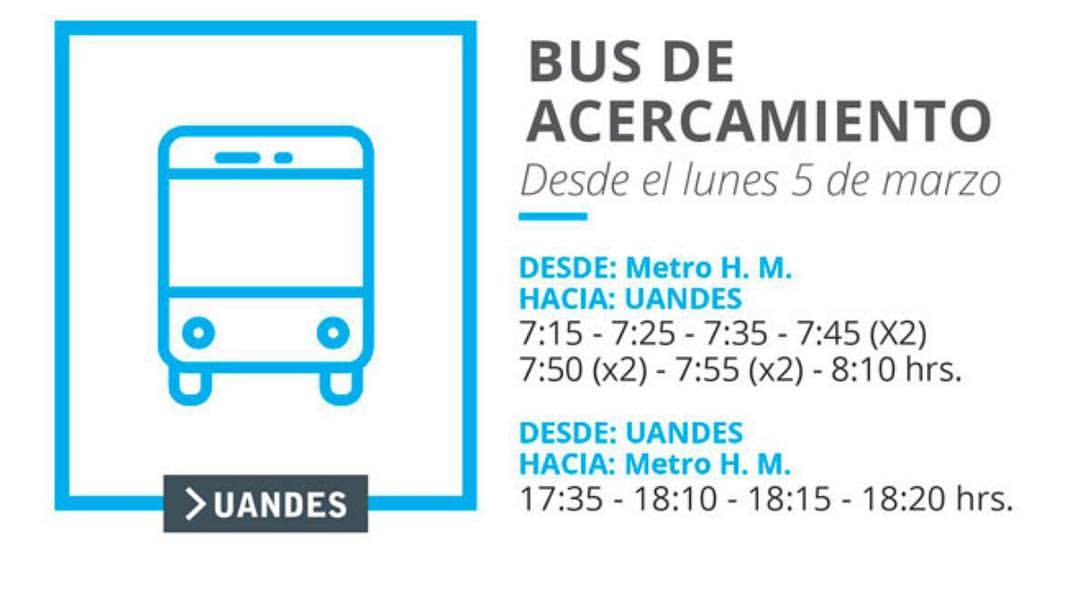 BUS DE
ACERCAMIENTO
Desde el lunes 5 de marzo
DESDE: Metro H. M.
HACIA: UANDES
7:15 - 7:25 - 7:35 - 7:45 (X2)
7:50 (x2) - 7:55 (x2) - 8:10 hrs.
DESDE: UANDES
HACIA: Metro H. M.
17:35 - 18:10 - 18:15 - 18:20 hrs.
UANDES